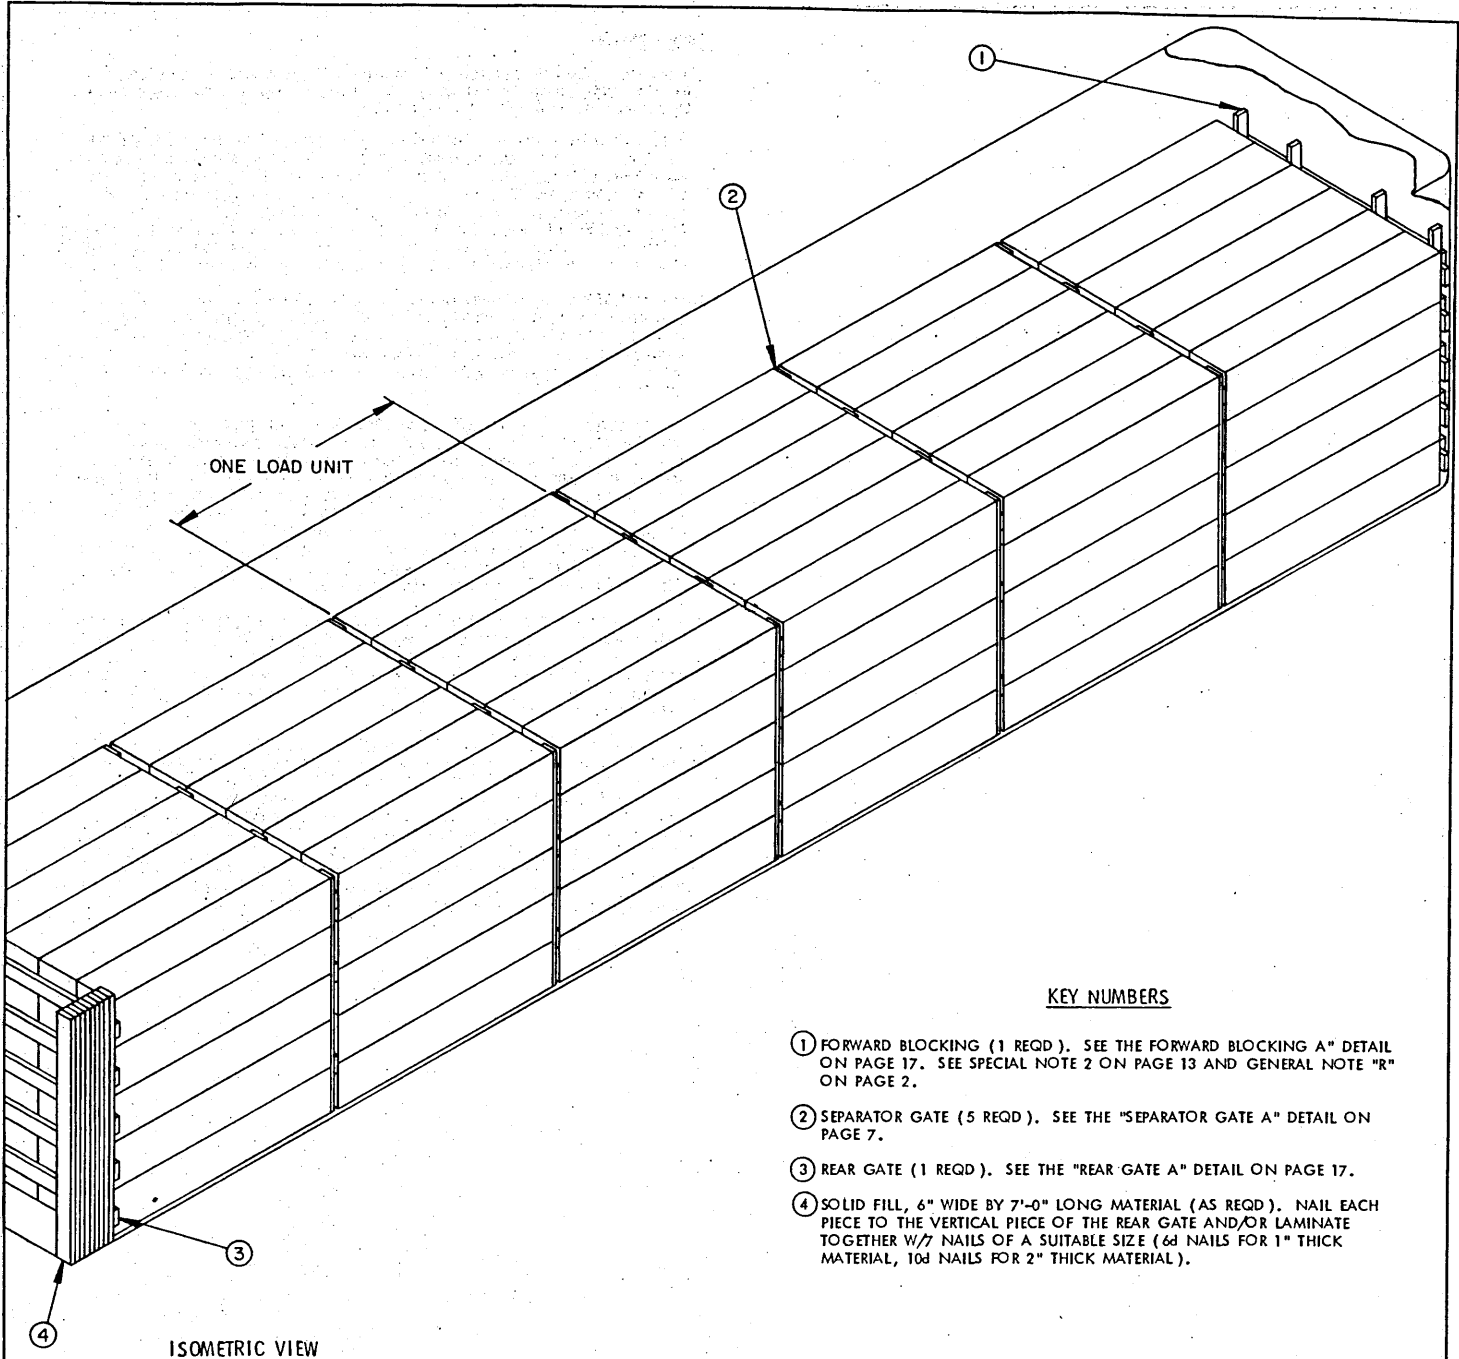 1
2
ONE LOAD UNIT
KEY NUMBERS
1 FORWARD BLOCKING (1 REQD). SEE THE FORWARD BLOCKING A" DETAIL
ON PAGE 17. SEE SPECIAL NOTE 2 ON PAGE 13 AND GENERAL NOTE "R"
ON PAGE 2.
2 SEPARATOR GATE (5 REQD). SEE THE "SEPARATOR GATE A" DETAIL ON
PAGE 7.
3 REAR GATE (1 REQD). SEE THE "REAR GATE A" DETAIL ON PAGE 17.
4 SOLID FILL, 6" WIDE BY 7'-0" LONG MATERIAL (AS REQD). NAIL EACH
PIECE TO THE VERTICAL PIECE OF THE REAR GATE AND/OR LAMINATE
TOGETHER W/7 NAILS OF A SUITABLE SIZE (6d NAILS FOR 1" THICK
MATERIAL, 10d NAILS FOR 2" THICK MATERIAL).
3
4
ISOMETRIC VIEW